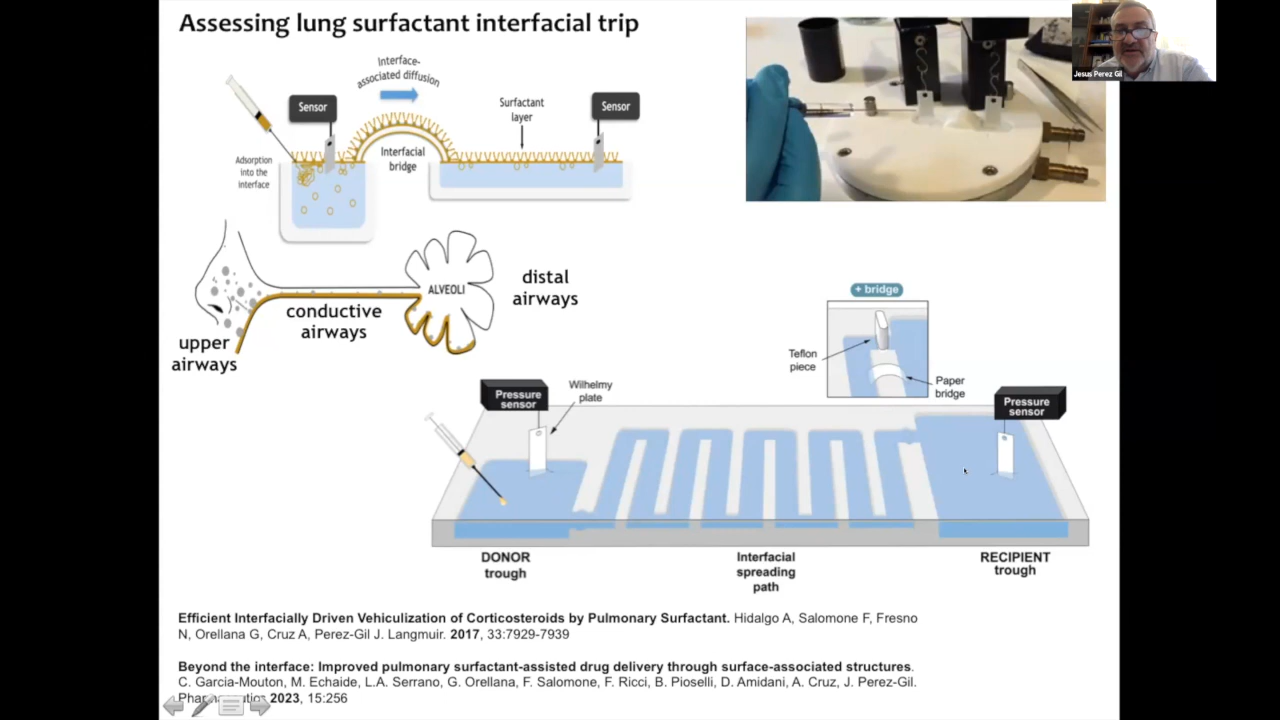 Assessing lung surfactant interfacial trip
Jesus Perez Gil
Interface-
associated diffusion
Sensor
Surfactant
layer
Sensor
Adsorption
into the
interface
Interfacial
bridge
ALVEOLI
distal
airways
conductive
airways
upper
airways
+ bridge
Teflon
piece
Paper
bridge
Pressure
sensor
Wilhelmy
plate
Pressure
sensor
DONOR
trough
Interfacial
spreading
path
RECIPIENT
trough
Efficient Interfacially Driven Vehiculization of Corticosteroids by Pulmonary Surfactant. Hidalgo A, Salomone F, Fresno
N, Orellana G, Cruz A, Perez-Gil J. Langmuir. 2017, 33:7929-7939
Beyond the interface: Improved pulmonary surfactant-assisted drug delivery through surface-associated structures.
C. Garcia-Mouton, M. Echaide, L.A. Serrano, G. Orellana, F. Salomone, F. Ricci, B. Pioselli, D. Amidani, A. Cruz, J. Perez-Gil.
2023, 15:256